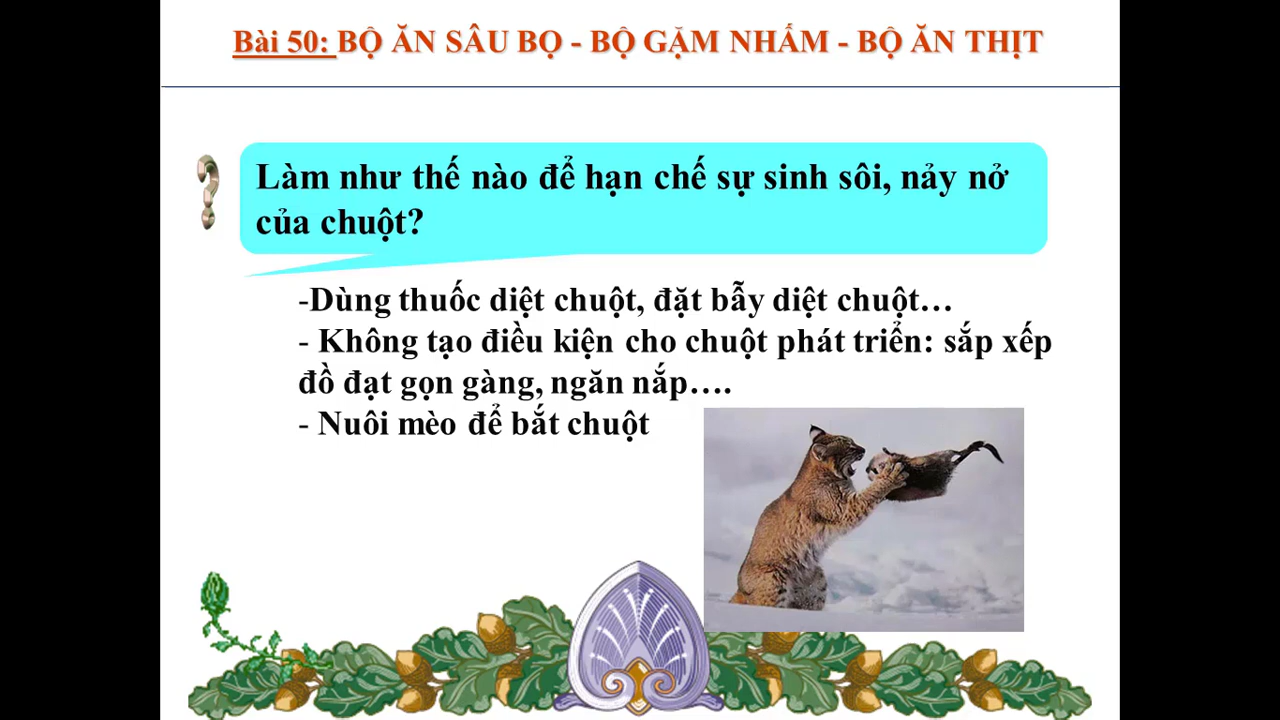 Bài 50: BỘ ĂN SÂU BỌ - BỘ GẶM NHẤM - BỘ ĂN THỊT
Làm như thế nào để hạn chế sự sinh sôi, nảy nở
của chuột?
-Dùng thuốc diệt chuột, đặt bẫy diệt chuột…
- Không tạo điều kiện cho chuột phát triển: sắp xếp
đồ đạt gọn gàng, ngăn nắp….
- Nuôi mèo để bắt chuột